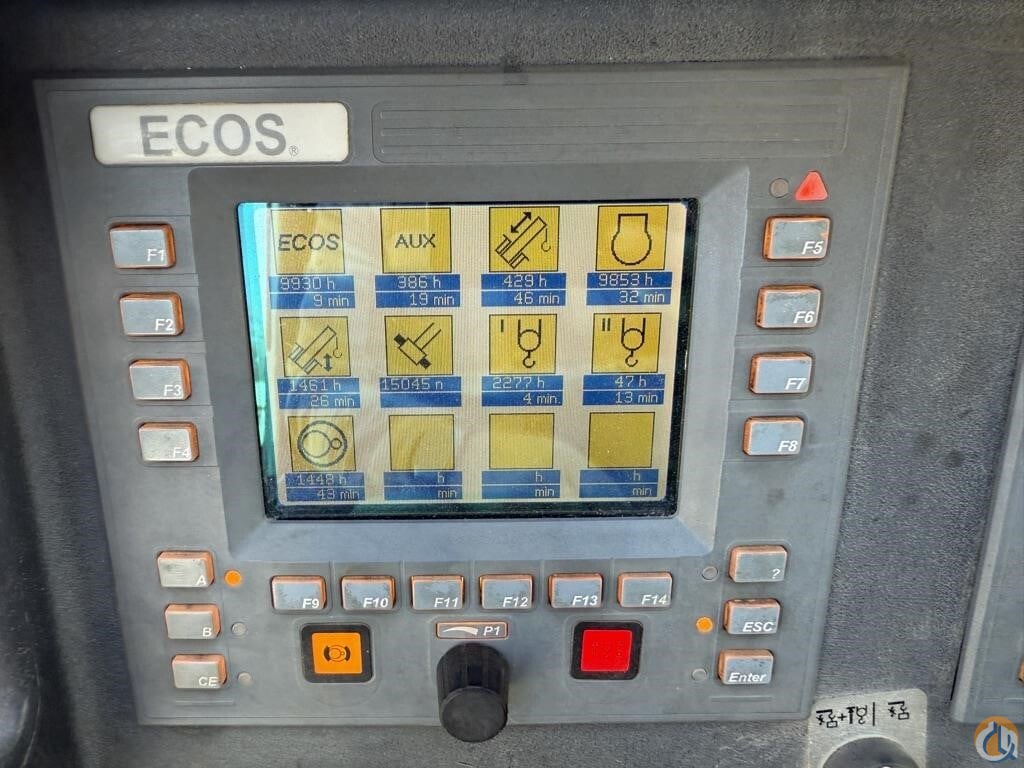 ECOS®
ECOS
AUX
9930 h
9 min
386 h
19 min
429 h
46 min
9853 h
32 min
I
II
1461 h
26 min
15045 n
2277 h
4 min
47 h
13 min
1448 h
43 min
h
min
h
min
h
min
F1
F2
F3
F4
F5
F6
F7
F8
A
B
CE
F9
F10
F11
F12
F13
F14
P1
?
ESC
Enter